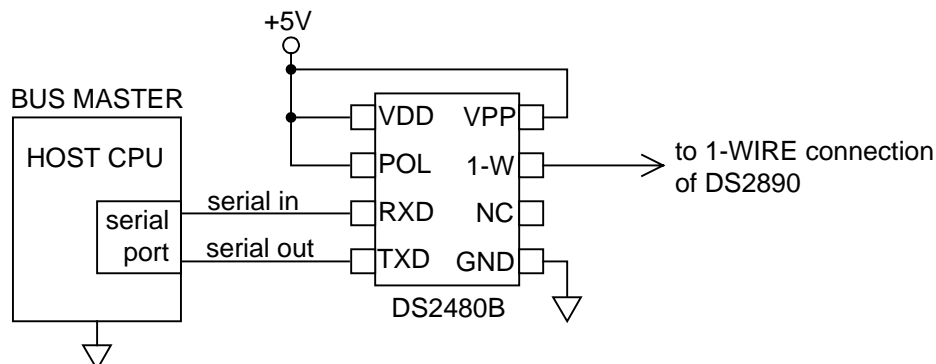 +5V
BUS MASTER
HOST CPU
serial
port
serial in
serial out
VDD
POL
RXD
TXD
VPP
1-W
NC
GND
DS2480B
to 1-WIRE connection
of DS2890